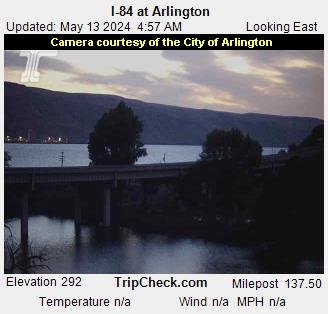 I-84 at Arlington
Updated: May 13 2024 4:57 AM Looking East
Camera courtesy of the City of Arlington
Elevation 292 TripCheck.com Milepost 137.50
Temperature n/a Wind n/a MPH n/a